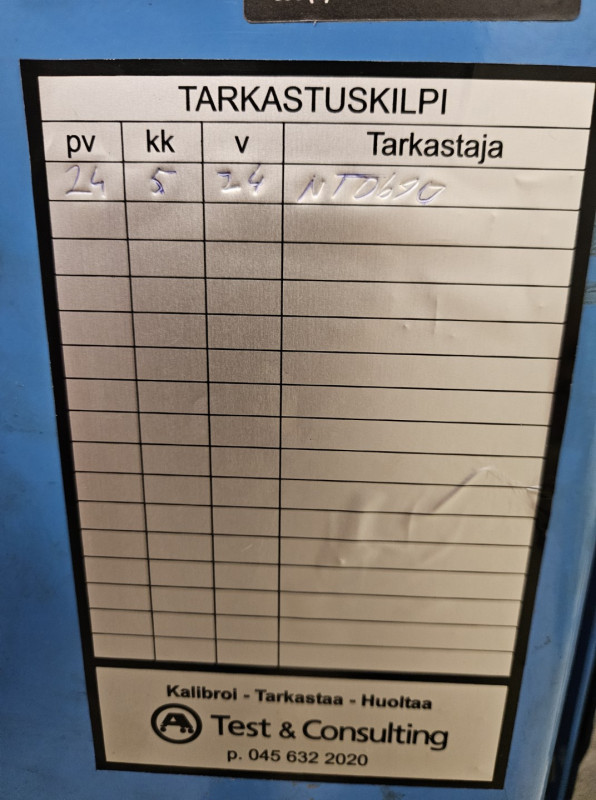 TARKASTUSKILPI
pv kk v Tarkastaja
24 5 24
Kalibroi - Tarkastaa - Huoltaa
Test & Consulting
p. 045 632 2020